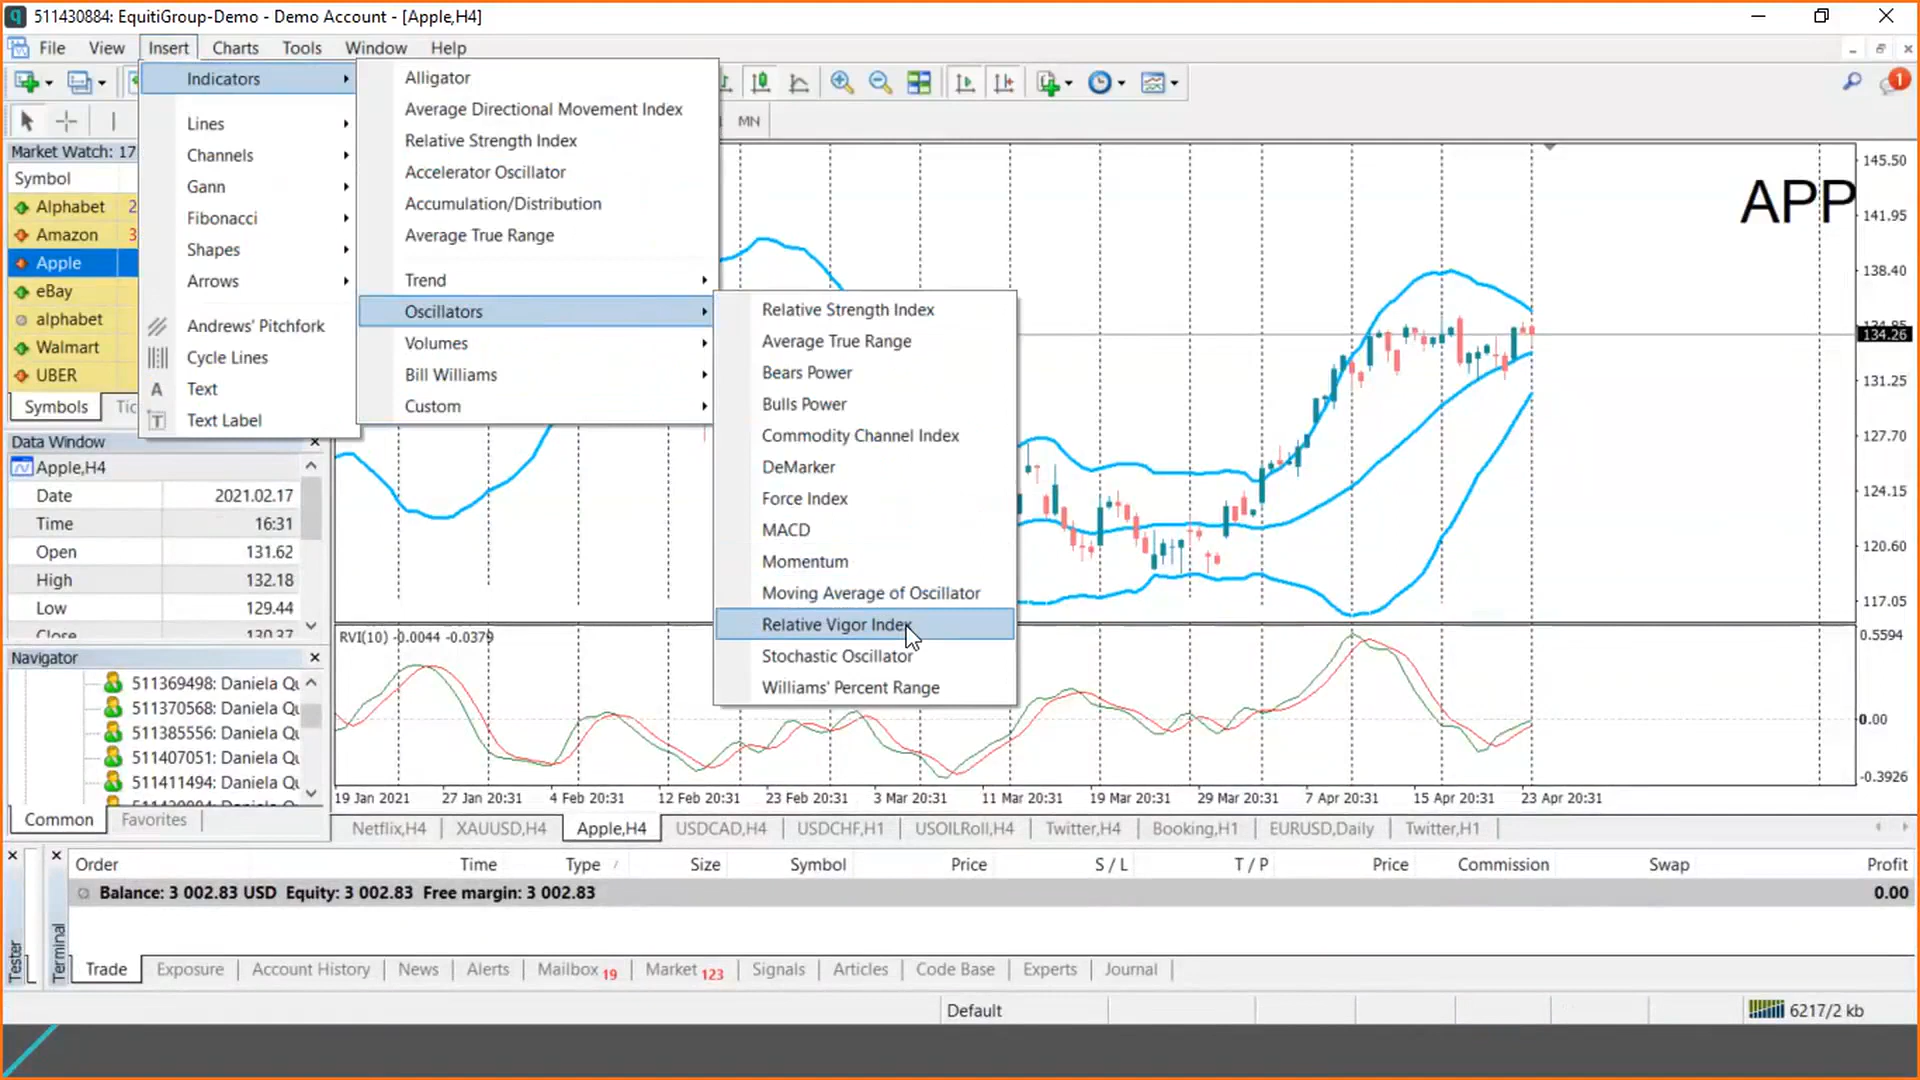 511430884: EquitiGroup-Demo - Demo Account - [Apple,H4]
File View Insert Charts Tools Window Help
1
MN
Indicators
Lines
Channels
Gann
Fibonacci
Shapes
Arrows
Andrews' Pitchfork
Cycle Lines
Text
Text Label
Alligator
Average Directional Movement Index
Relative Strength Index
Accelerator Oscillator
Accumulation/Distribution
Average True Range
Trend
Oscillators
Volumes
Bill Williams
Custom
Relative Strength Index
Average True Range
Bears Power
Bulls Power
Commodity Channel Index
DeMarker
Force Index
MACD
Momentum
Moving Average of Oscillator
Relative Vigor Index
Stochastic Oscillator
Williams' Percent Range
Market Watch: 17
Symbol
Alphabet 2
Amazon 3
Apple
eBay
alphabet
Walmart
UBER
Symbols Tic
Data Window
Apple,H4
Date 2021.02.17
Time 16:31
Open 131.62
High 132.18
Low 129.44
Close 130.37
Navigator
511369498: Daniela Qu
511370568: Daniela Qu
511385556: Daniela Qu
511407051: Daniela Qu
511411494: Daniela Qu
Common Favorites
APP
145.50
141.95
138.40
134.26
131.25
127.70
124.15
120.60
117.05
RVI(10) -0.0044 -0.0379
0.5594
0.00
-0.3926
19 Jan 2021 27 Jan 20:31 4 Feb 20:31 12 Feb 20:31 23 Feb 20:31 3 Mar 20:31 11 Mar 20:31 19 Mar 20:31 29 Mar 20:31 7 Apr 20:31 15 Apr 20:31 23 Apr 20:31
Netflix,H4 XAUUSD,H4 Apple,H4 USDCAD,H4 USDCHF,H1 USOILRoll,H4 Twitter,H4 Booking,H1 EURUSD,Daily Twitter,H1
Order Time Type / Size Symbol Price S / L T / P Price Commission Swap Profit
Balance: 3 002.83 USD Equity: 3 002.83 Free margin: 3 002.83 0.00
Tester
Terminal
Trade Exposure Account History News Alerts Mailbox 19 Market 123 Signals Articles Code Base Experts Journal
Default 6217/2 kb